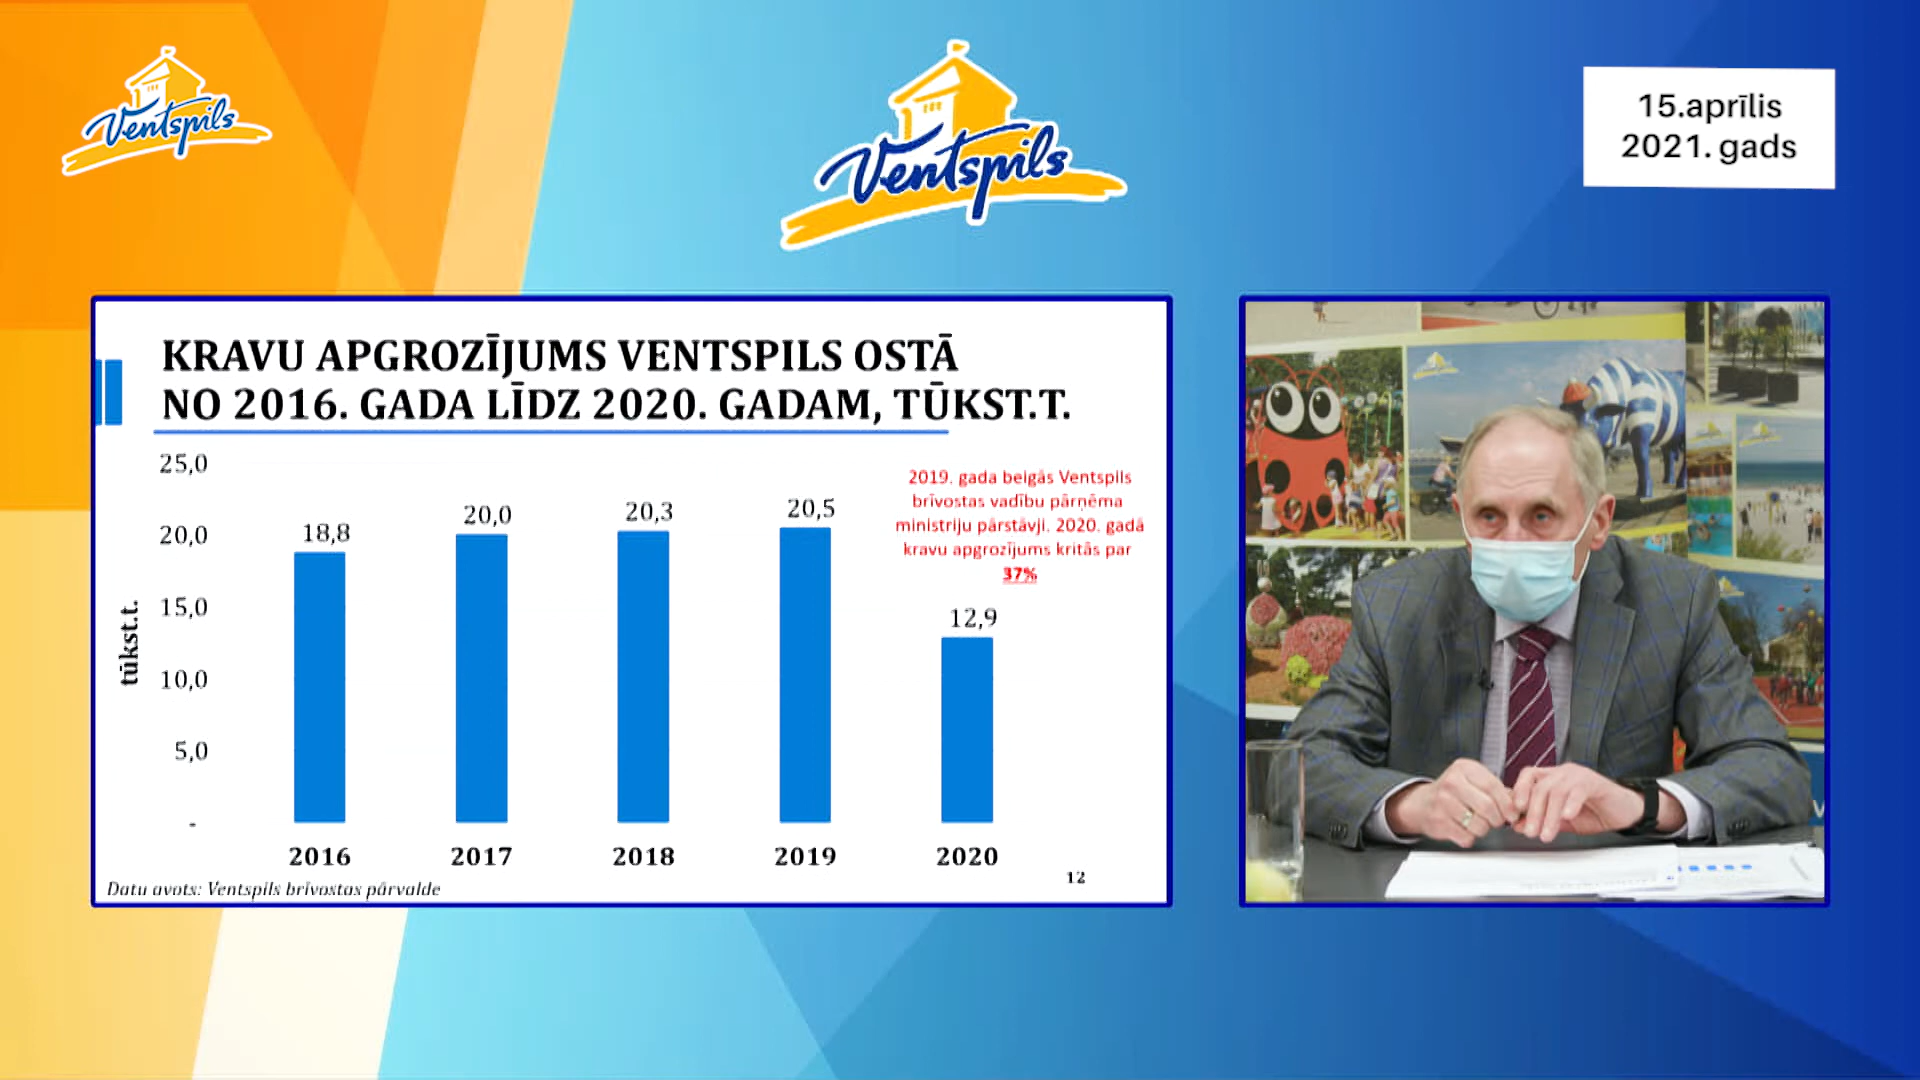 Ventspils
Ventspils
15.aprīlis
2021. gads
KRAVU APGROZĪJUMS VENTSPILS OSTĀ
NO 2016. GADA LĪDZ 2020. GADAM, TŪKST.T.
25,0
20,0
15,0
10,0
5,0
-
tūkst.t.
18,8
20,0
20,3
20,5
12,9
2019. gada beigās Ventspils
brīvostas vadību pārņēma
ministriju pārstāvji. 2020. gadā
kravu apgrozījums kritās par
37%
2016
2017
2018
2019
2020
Datu avots: Ventspils brīvostas pārvalde
12